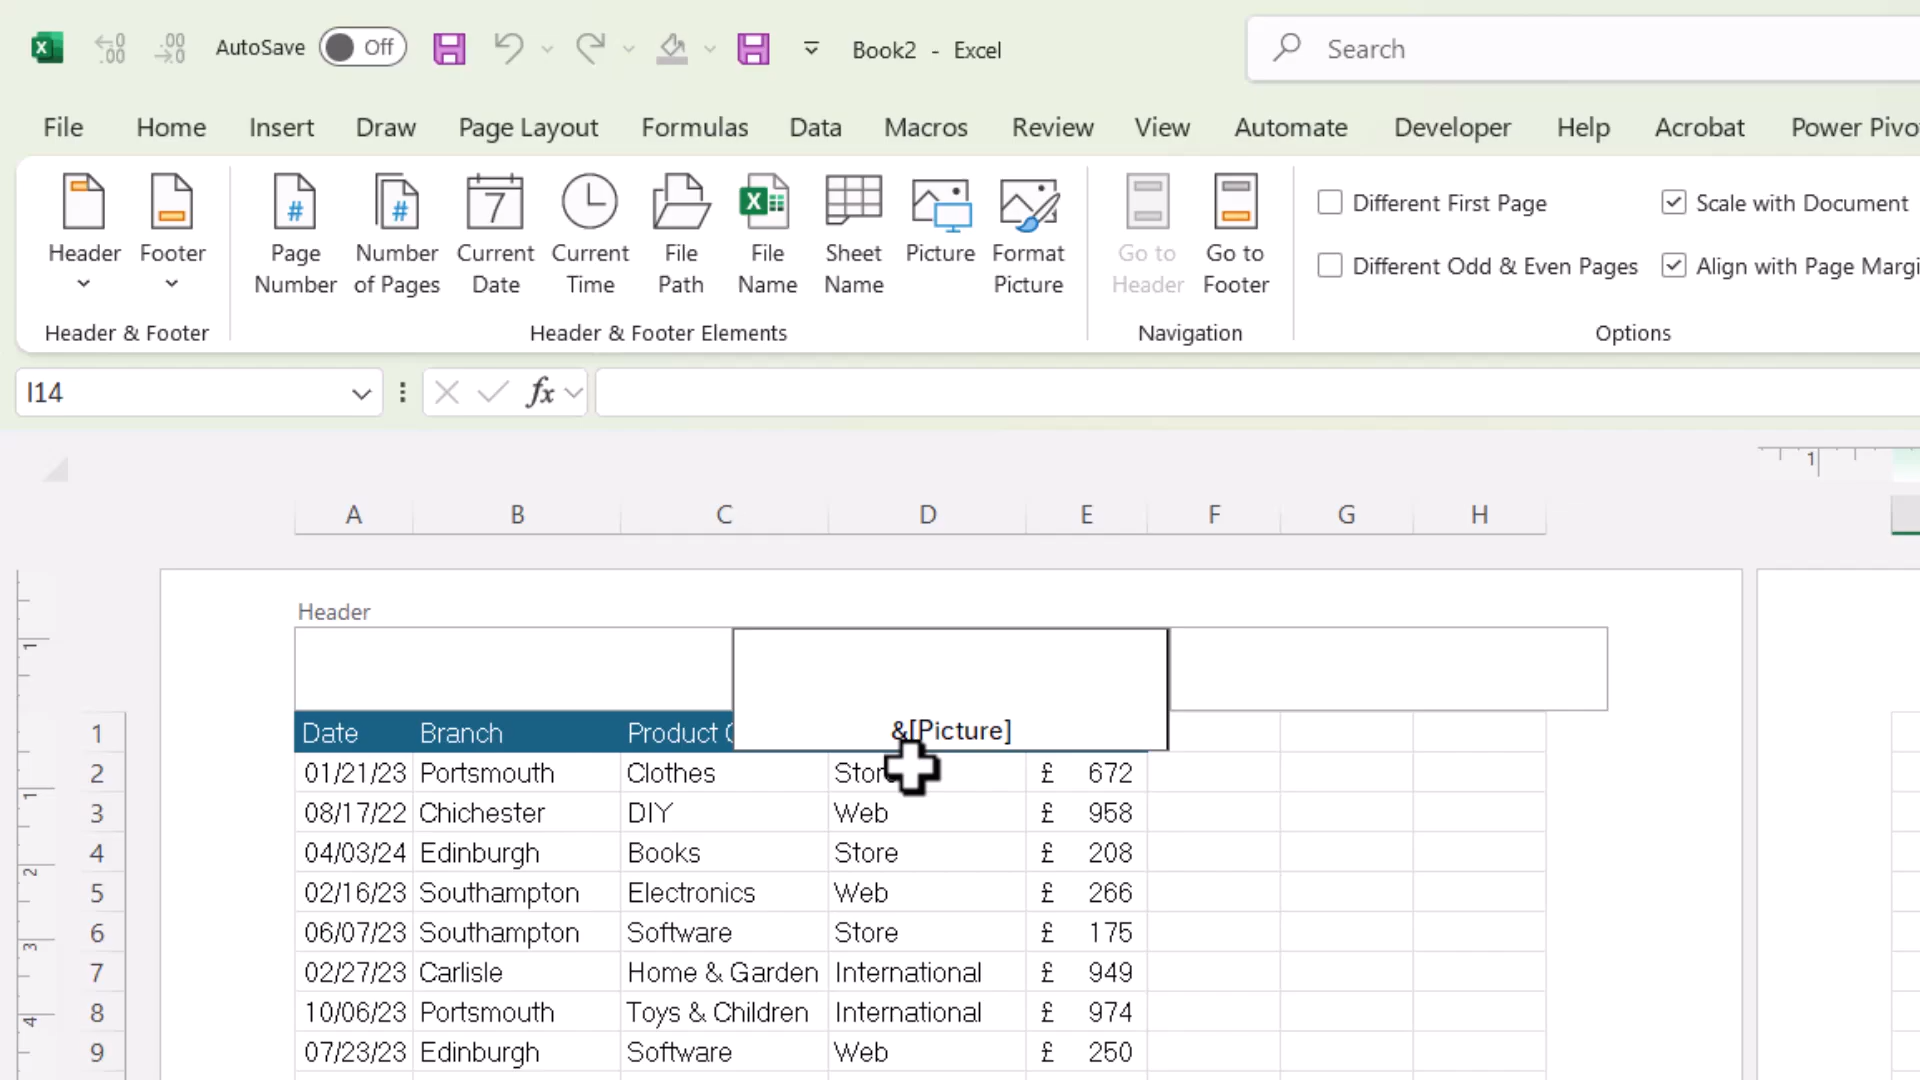 AutoSave Off Book2 - Excel Search
File Home Insert Draw Page Layout Formulas Data Macros Review View Automate Developer Help Acrobat Power Pivo
Header Footer Page Number Number of Pages Current Date Current Time File Path File Name Sheet Name Picture Format Picture Go to Header Go to Footer
Different First Page Scale with Document
Different Odd & Even Pages Align with Page Margi
Header & Footer Header & Footer Elements Navigation Options
I14 fx
1
A B C D E F G H
Header
&[Picture]
1 Date Branch Product C
2 01/21/23 Portsmouth Clothes Store £ 672
3 08/17/22 Chichester DIY Web £ 958
4 04/03/24 Edinburgh Books Store £ 208
5 02/16/23 Southampton Electronics Web £ 266
6 06/07/23 Southampton Software Store £ 175
7 02/27/23 Carlisle Home & Garden International £ 949
8 10/06/23 Portsmouth Toys & Children International £ 974
9 07/23/23 Edinburgh Software Web £ 250